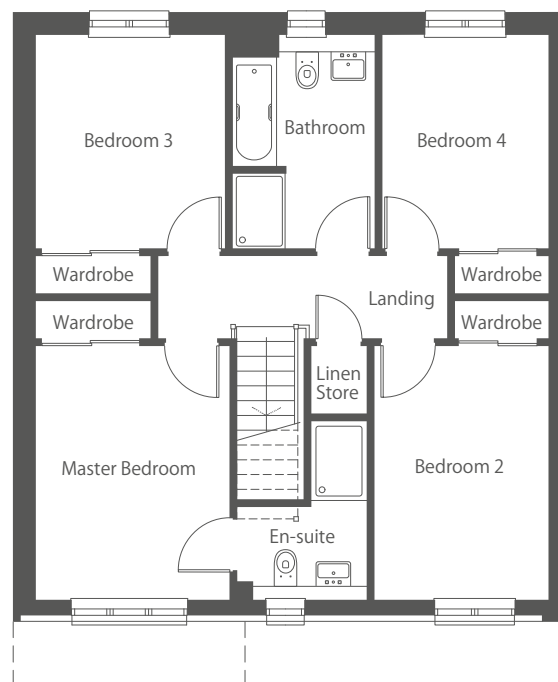 Bedroom 3
Bathroom
Bedroom 4
Wardrobe
Wardrobe
Landing
Wardrobe
Wardrobe
Linen
Store
Master Bedroom
Bedroom 2
En-suite